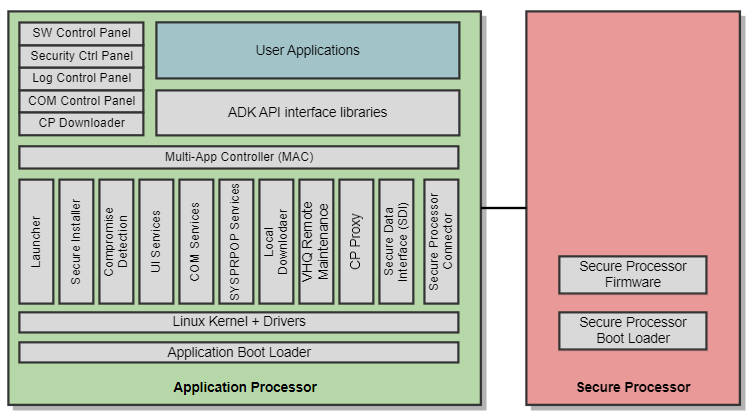 SW Control Panel
Security Ctrl Panel
Log Control Panel
COM Control Panel
CP Downloader
User Applications
ADK API interface libraries
Multi-App Controller (MAC)
Launcher
Secure Installer
Compromise
Detection
UI Services
COM Services
SYSPRPOP Services
Local
Downlodaer
VHQ Remote
Maintenance
CP Proxy
Secure Data
Interface (SDI)
Secure Processor
Connector
Linux Kernel + Drivers
Application Boot Loader
Application Processor
Secure Processor
Firmware
Secure Processor
Boot Loader
Secure Processor